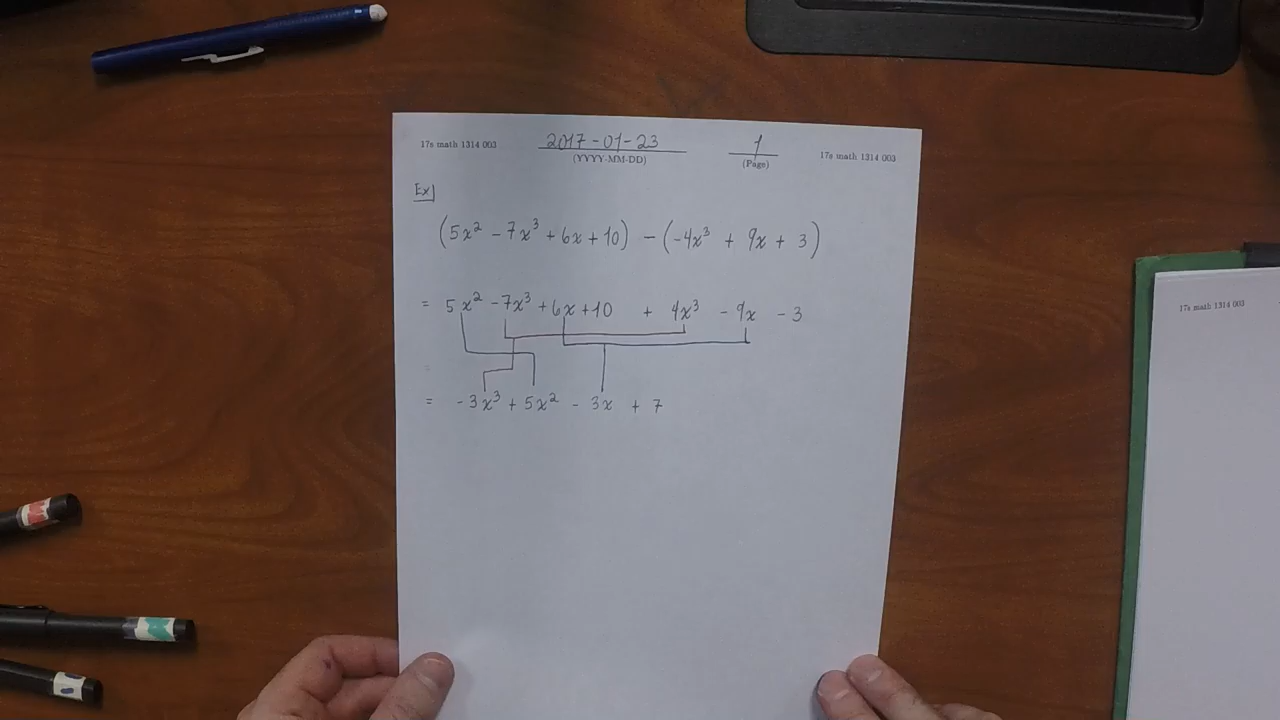 17s math 1314 003 2017-01-23 1 17s math 1314 003
(YYYY-MM-DD) (Page)
Ex
(5x² - 7x³ + 6x + 10) - (-4x³ + 9x + 3)
= 5x² - 7x³ + 6x + 10 + 4x³ - 9x - 3
= -3x³ + 5x² - 3x + 7
17s math 1314 003